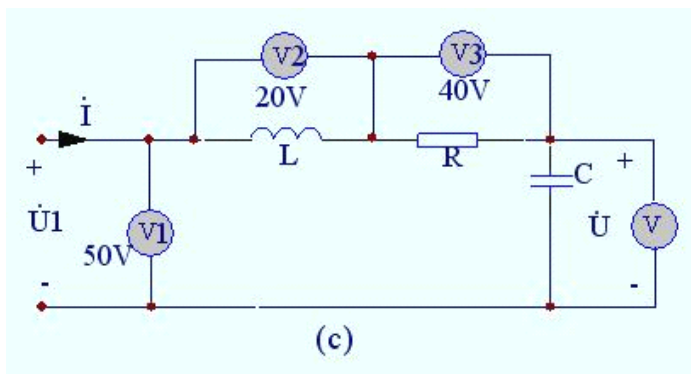 V2
V3
20V
40V
İ
L
R
C
+
+
U̇1
V1
U̇
V
50V
-
-
(c)